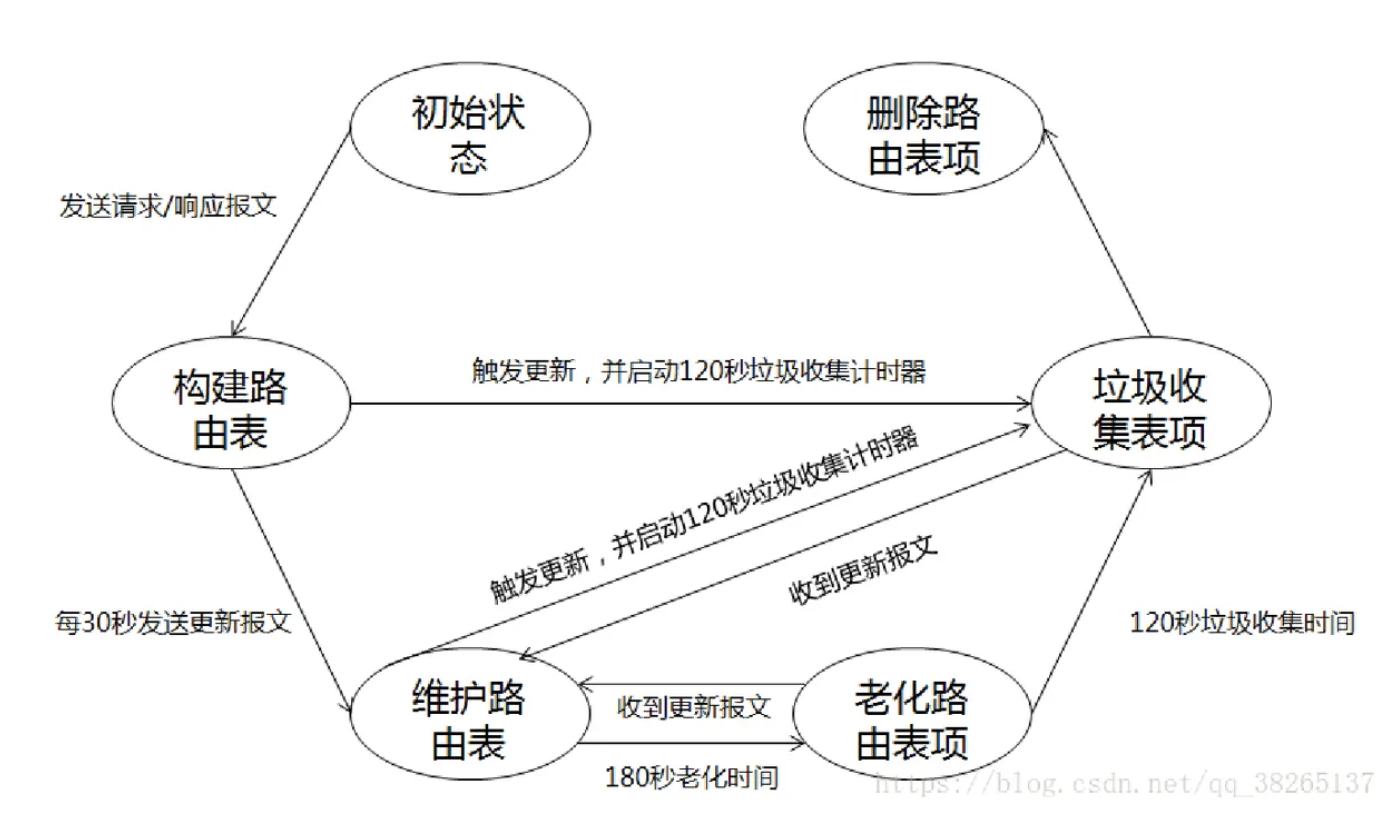 初始状
态
删除路
由表项
发送请求/响应报文
构建路
由表
触发更新，并启动120秒垃圾收集计时器
垃圾收
集表项
触发更新，并启动120秒垃圾收集计时器
收到更新报文
每30秒发送更新报文
120秒垃圾收集时间
维护路
由表
收到更新报文
老化路
由表项
180秒老化时间
https://blog.csdn.net/qq_38265137